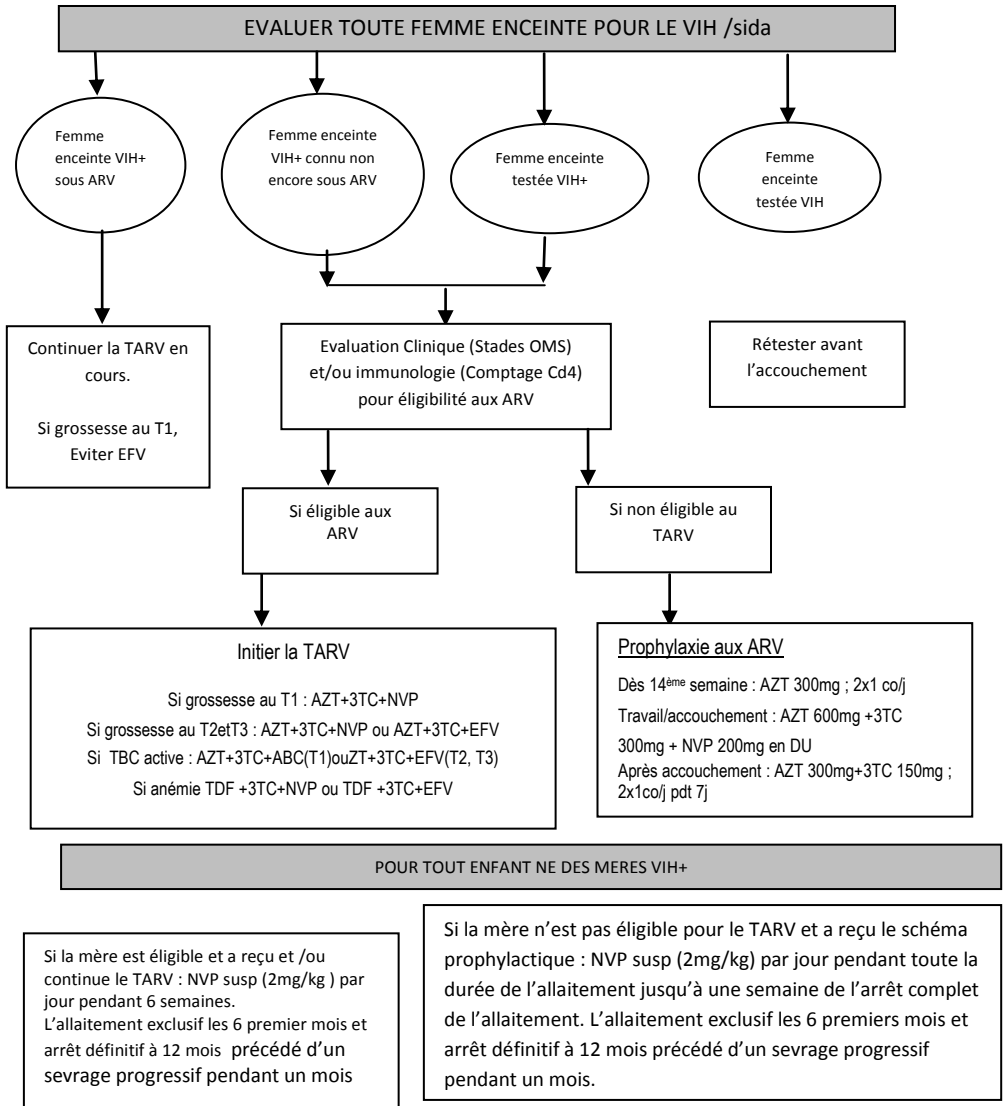 EVALUER TOUTE FEMME ENCEINTE POUR LE VIH /sida
Femme
enceinte VIH+
sous ARV
Femme enceinte
VIH+ connu non
encore sous ARV
Femme enceinte
testée VIH+
Femme
enceinte
testée VIH
Continuer la TARV en
cours.
Si grossesse au T1,
Eviter EFV
Evaluation Clinique (Stades OMS)
et/ou immunologie (Comptage Cd4)
pour éligibilité aux ARV
Rétester avant
l’accouchement
Si éligible aux
ARV
Si non éligible au
TARV
Initier la TARV
Si grossesse au T1 : AZT+3TC+NVP
Si grossesse au T2etT3 : AZT+3TC+NVP ou AZT+3TC+EFV
Si TBC active : AZT+3TC+ABC(T1)ouZT+3TC+EFV(T2, T3)
Si anémie TDF +3TC+NVP ou TDF +3TC+EFV
Prophylaxie aux ARV
Dès 14ème semaine : AZT 300mg ; 2x1 co/j
Travail/accouchement : AZT 600mg +3TC
300mg + NVP 200mg en DU
Après accouchement : AZT 300mg+3TC 150mg ;
2x1co/j pdt 7j
POUR TOUT ENFANT NE DES MERES VIH+
Si la mère est éligible et a reçu et /ou
continue le TARV : NVP susp (2mg/kg ) par
jour pendant 6 semaines.
L’allaitement exclusif les 6 premier mois et
arrêt définitif à 12 mois précédé d’un
sevrage progressif pendant un mois
Si la mère n’est pas éligible pour le TARV et a reçu le schéma
prophylactique : NVP susp (2mg/kg) par jour pendant toute la
durée de l’allaitement jusqu’à une semaine de l’arrêt complet
de l’allaitement. L’allaitement exclusif les 6 premiers mois et
arrêt définitif à 12 mois précédé d’un sevrage progressif
pendant un mois.